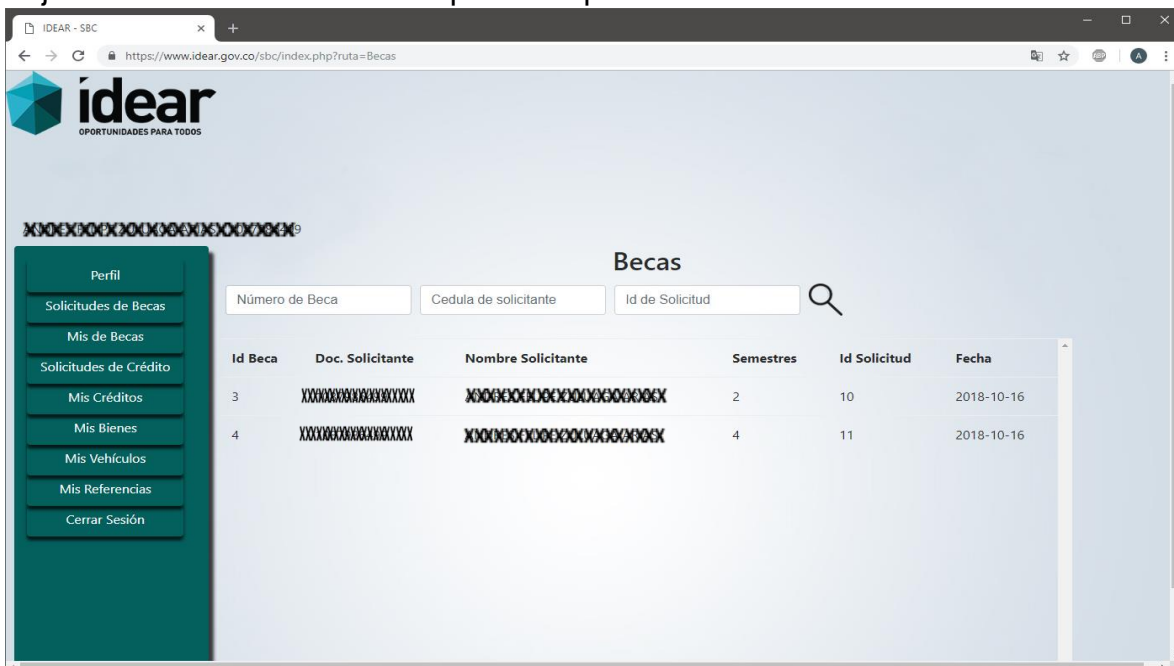 IDEAR - SBC
https://www.idear.gov.co/sbc/index.php?ruta=Becas
A
idear
OPORTUNIDADES PARA TODOS
Becas
Perfil
Solicitudes de Becas
Mis de Becas
Solicitudes de Crédito
Mis Créditos
Mis Bienes
Mis Vehículos
Mis Referencias
Cerrar Sesión
Número de Beca Cedula de solicitante Id de Solicitud
Id Beca Doc. Solicitante Nombre Solicitante Semestres Id Solicitud Fecha
3 2 10 2018-10-16
4 4 11 2018-10-16